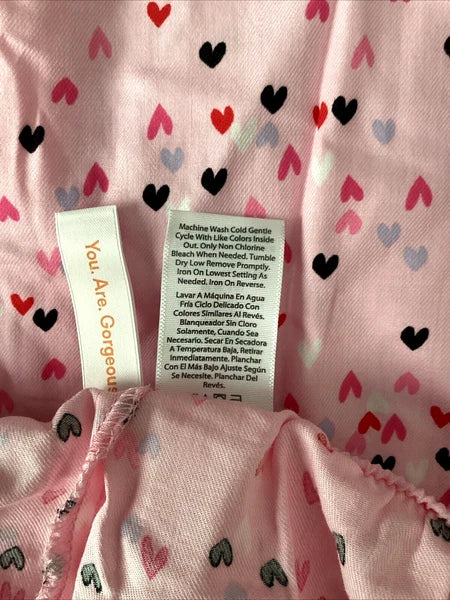 You. Are. Gorgeous
Machine Wash Cold Gentle
Cycle With Like Colors Inside
Out. Only Non Chlorine
Bleach When Needed. Tumble
Dry Low Remove Promptly.
Iron On Lowest Setting As
Needed. Iron On Reverse.
Lavar A Máquina En Agua
Fría Ciclo Delicado Con
Colores Similares Al Revés.
Blanqueador Sin Cloro
Solamente, Cuando Sea
Necesario. Secar En Secadora
A Temperatura Baja, Retirar
Inmediatamente. Planchar
Con El Más Bajo Ajuste Según
Se Necesite. Planchar Del
Revés.